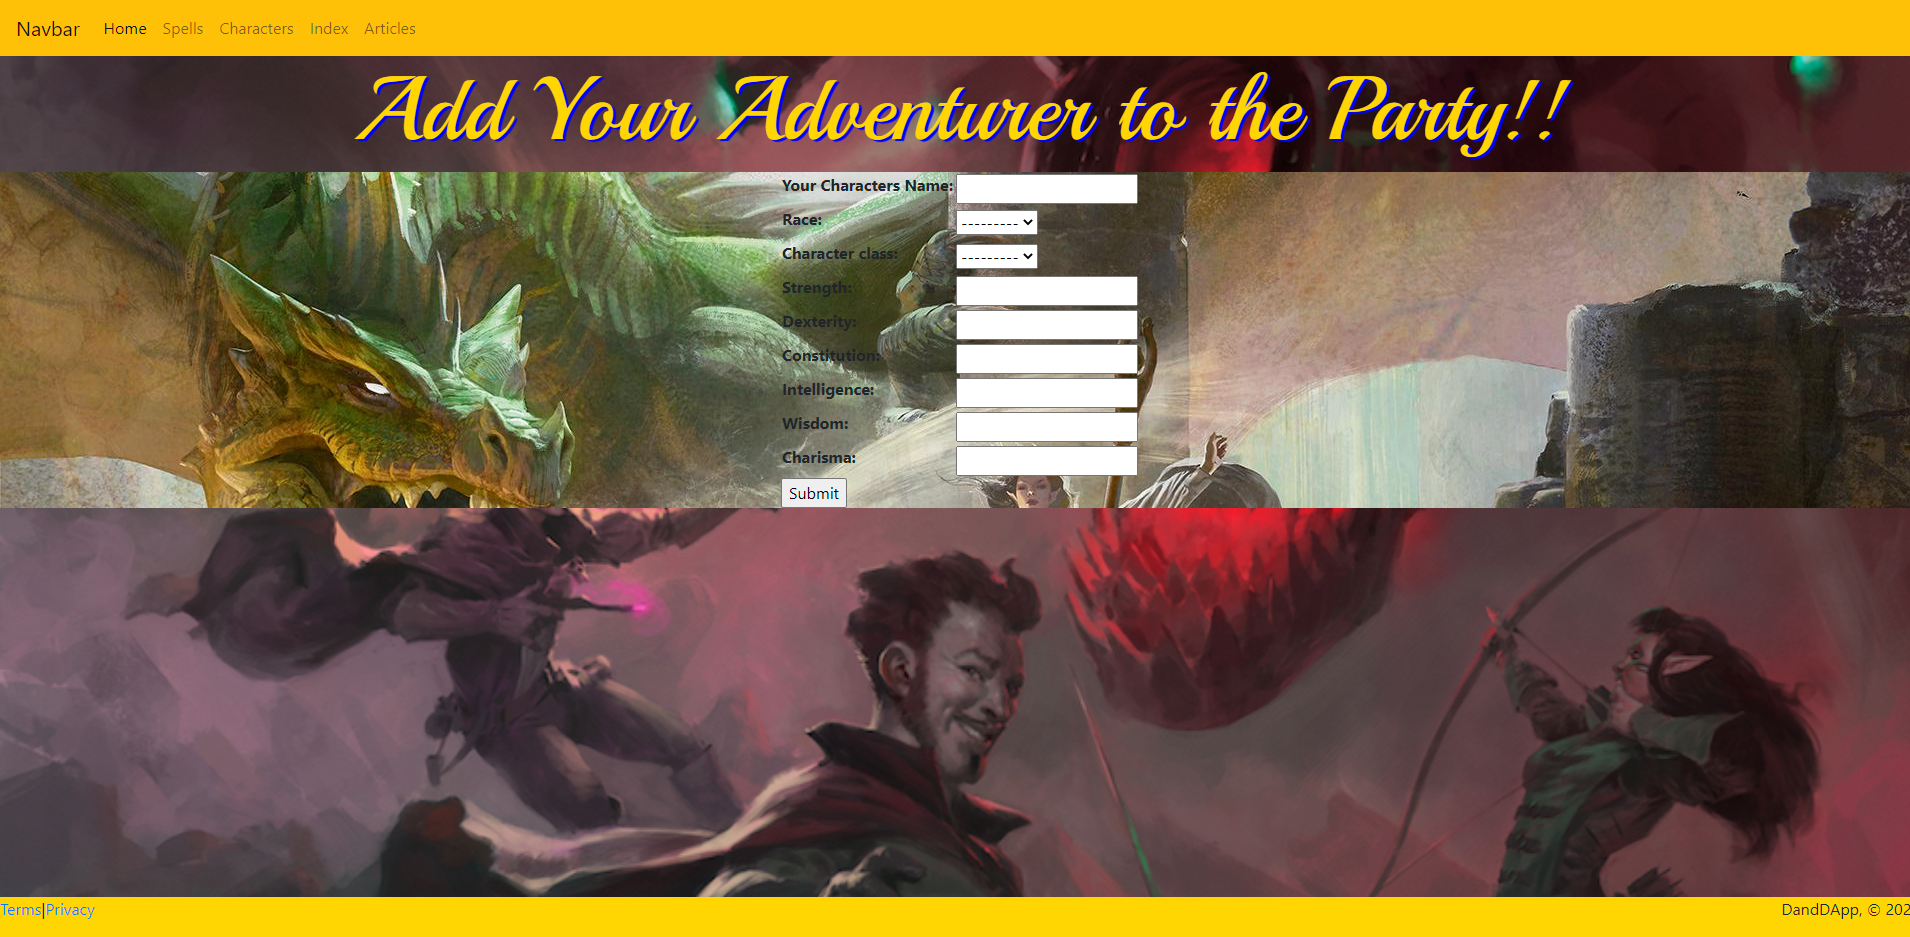 Navbar Home Spells Characters Index Articles
Add Your Adventurer to the Party!!
Your Characters Name:
Race: ---------
Character class: ---------
Strength:
Dexterity:
Constitution:
Intelligence:
Wisdom:
Charisma:
Submit
Terms|Privacy DandDApp, © 202